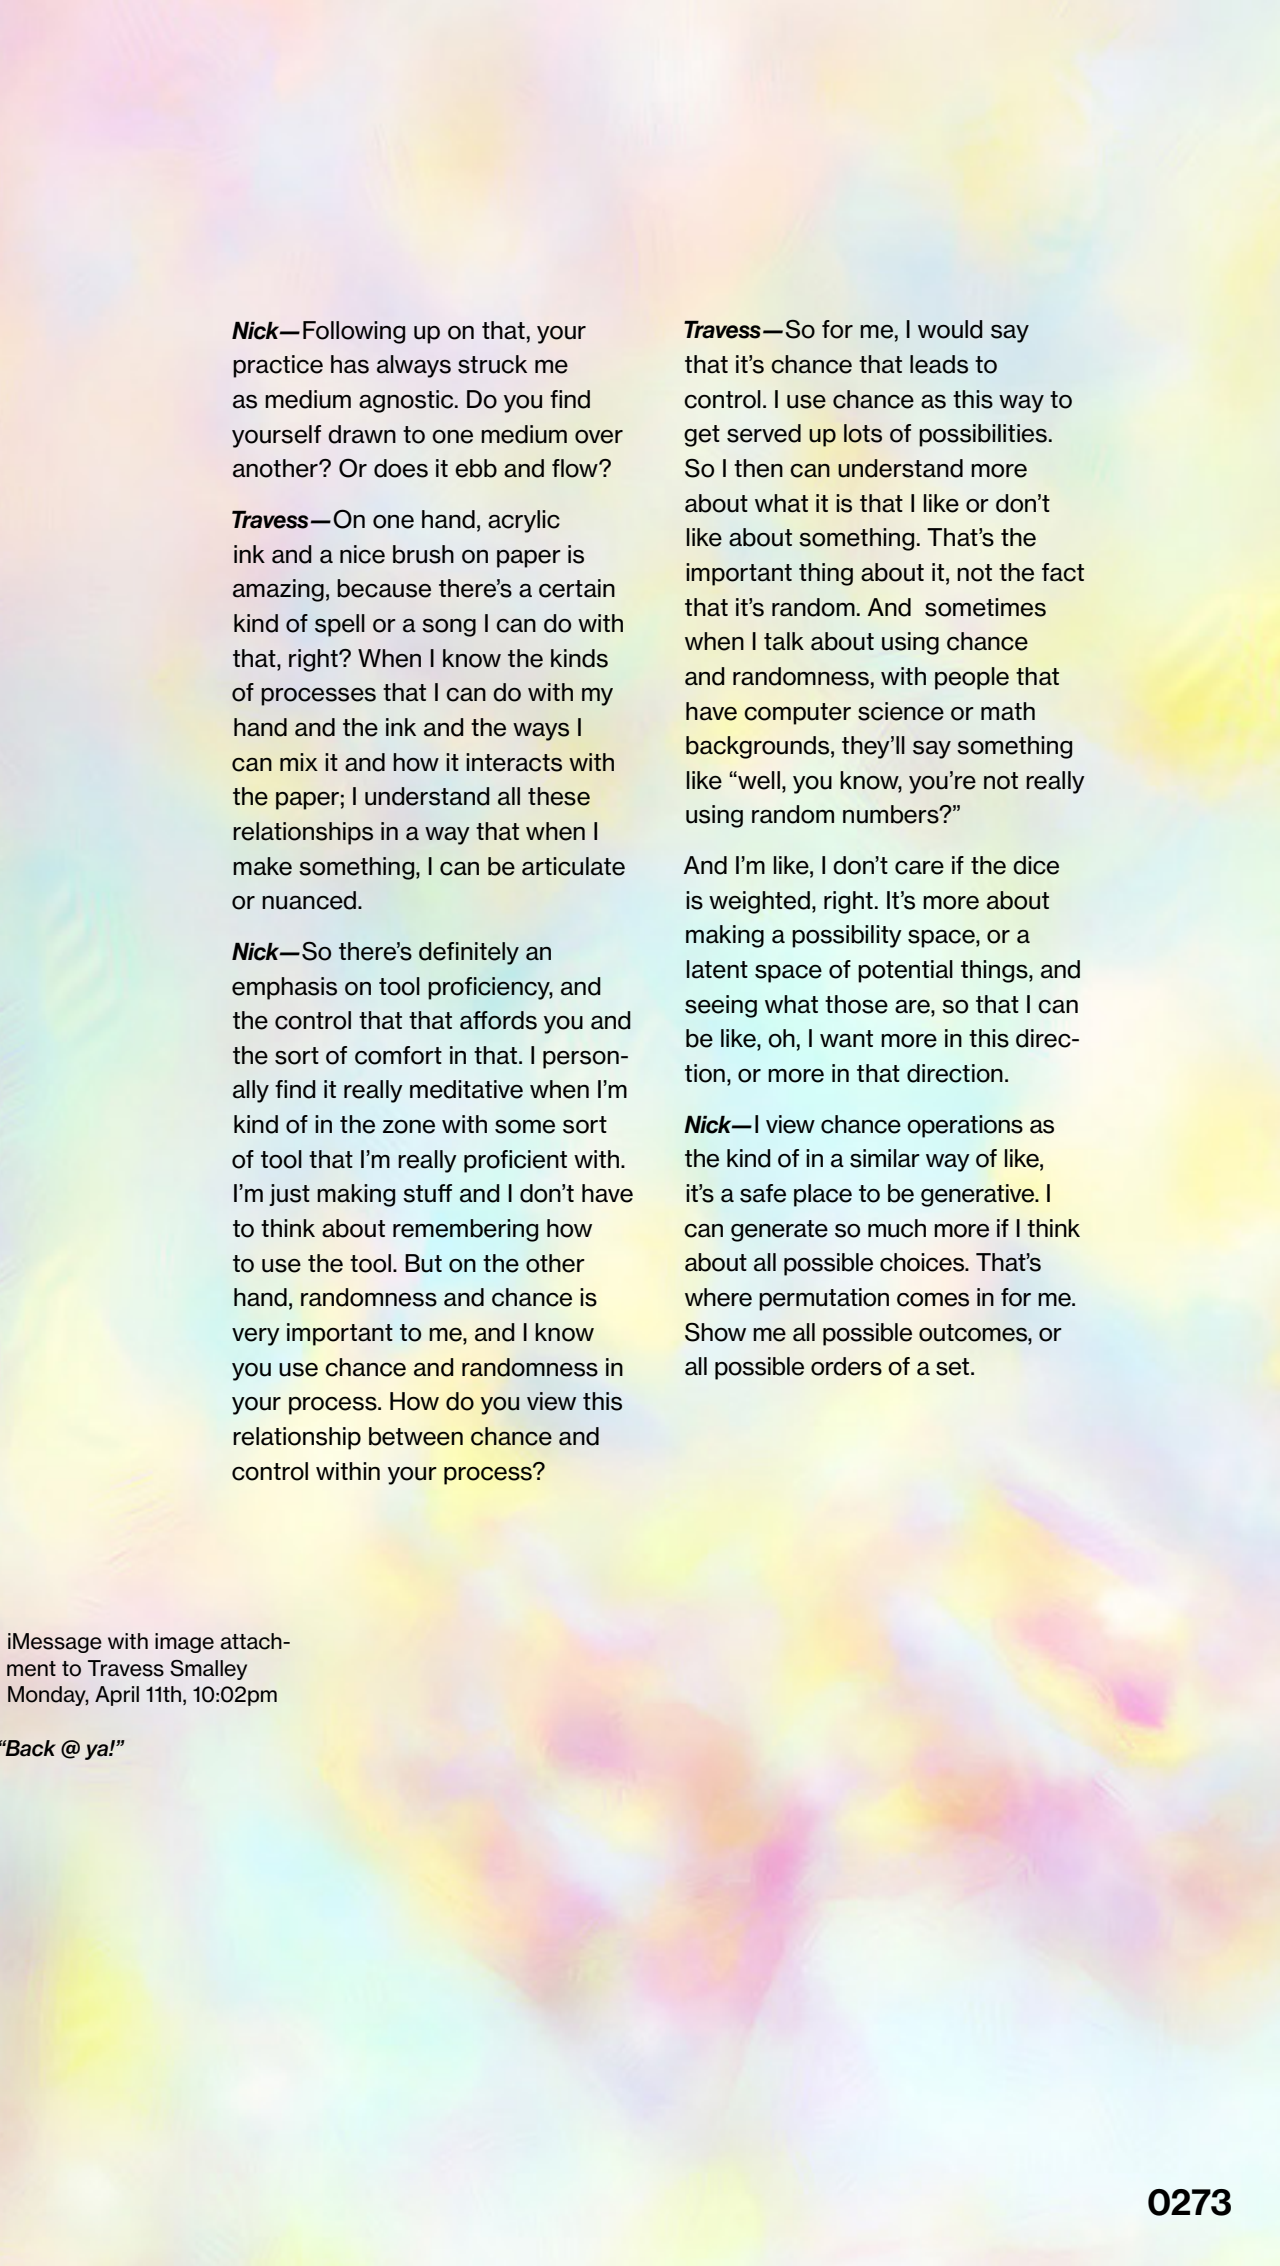 Nick—Following up on that, your
practice has always struck me
as medium agnostic. Do you find
yourself drawn to one medium over
another? Or does it ebb and flow?
Travess—On one hand, acrylic
ink and a nice brush on paper is
amazing, because there’s a certain
kind of spell or a song I can do with
that, right? When I know the kinds
of processes that I can do with my
hand and the ink and the ways I
can mix it and how it interacts with
the paper; I understand all these
relationships in a way that when I
make something, I can be articulate
or nuanced.
Nick—So there’s definitely an
emphasis on tool proficiency, and
the control that that affords you and
the sort of comfort in that. I person-
ally find it really meditative when I’m
kind of in the zone with some sort
of tool that I’m really proficient with.
I’m just making stuff and I don’t have
to think about remembering how
to use the tool. But on the other
hand, randomness and chance is
very important to me, and I know
you use chance and randomness in
your process. How do you view this
relationship between chance and
control within your process?
Travess—So for me, I would say
that it’s chance that leads to
control. I use chance as this way to
get served up lots of possibilities.
So I then can understand more
about what it is that I like or don’t
like about something. That’s the
important thing about it, not the fact
that it’s random. And  sometimes
when I talk about using chance
and randomness, with people that
have computer science or math
backgrounds, they’ll say something
like “well, you know, you’re not really
using random numbers?”
And I’m like, I don’t care if the dice
is weighted, right. It’s more about
making a possibility space, or a
latent space of potential things, and
seeing what those are, so that I can
be like, oh, I want more in this direc-
tion, or more in that direction.
Nick—I view chance operations as
the kind of in a similar way of like,
it’s a safe place to be generative. I
can generate so much more if I think
about all possible choices. That’s
where permutation comes in for me.
Show me all possible outcomes, or
all possible orders of a set.
iMessage with image attach-
ment to Travess Smalley
Monday, April 11th, 10:02pm
“Back @ ya!”
0273